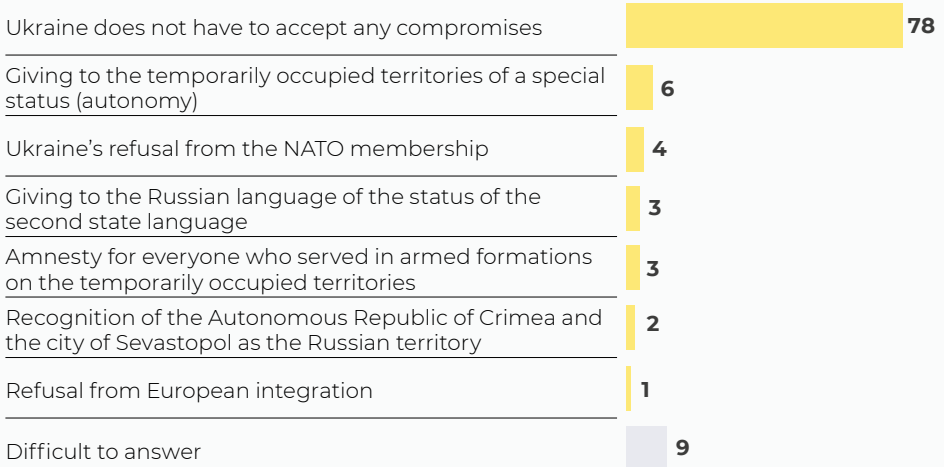 Ukraine does not have to accept any compromises
78
Giving to the temporarily occupied territories of a special
status (autonomy)
6
Ukraine's refusal from the NATO membership
4
Giving to the Russian language of the status of the
second state language
3
Amnesty for everyone who served in armed formations
on the temporarily occupied territories
3
Recognition of the Autonomous Republic of Crimea and
the city of Sevastopol as the Russian territory
2
Refusal from European integration
1
Difficult to answer
9